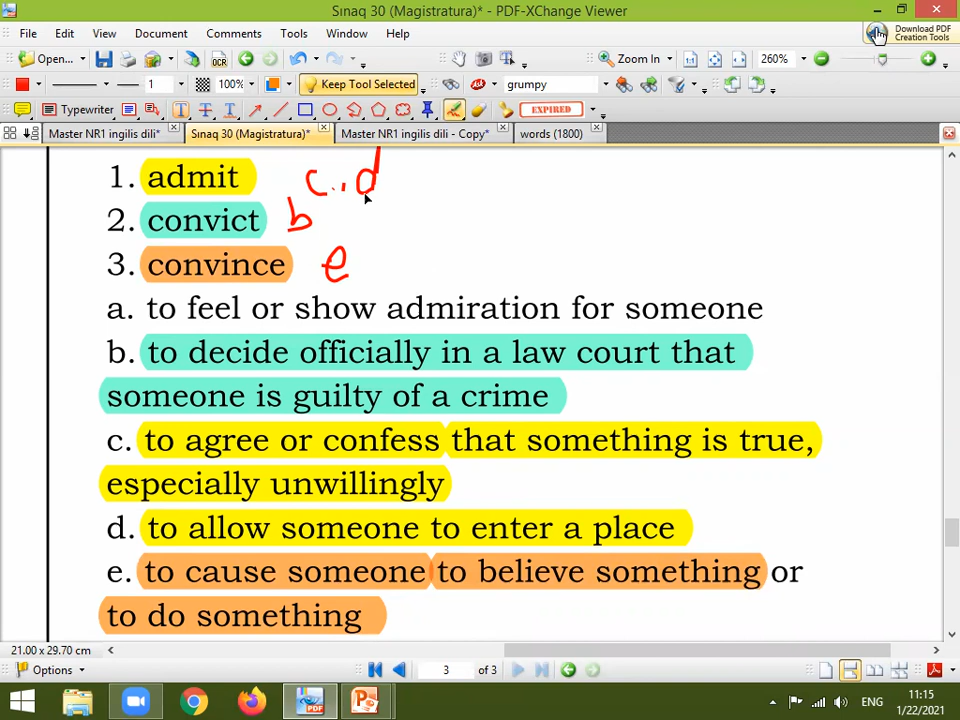 Sınaq 30 (Magistratura)* - PDF-XChange Viewer
File Edit View Document Comments Tools Window Help
Download PDF Creation Tools
Open... OCR Zoom In 260%
1 100% Keep Tool Selected grumpy
Typewriter EXPIRED
Master NR1 ingilis dili* Sınaq 30 (Magistratura)* Master NR1 ingilis dili - Copy* words (1800)
1. admit c..d
2. convict b
3. convince e
a. to feel or show admiration for someone
b. to decide officially in a law court that
someone is guilty of a crime
c. to agree or confess that something is true,
especially unwillingly
d. to allow someone to enter a place
e. to cause someone to believe something or
to do something
21.00 x 29.70 cm
Options 3 of 3
ENG 11:15
1/22/2021